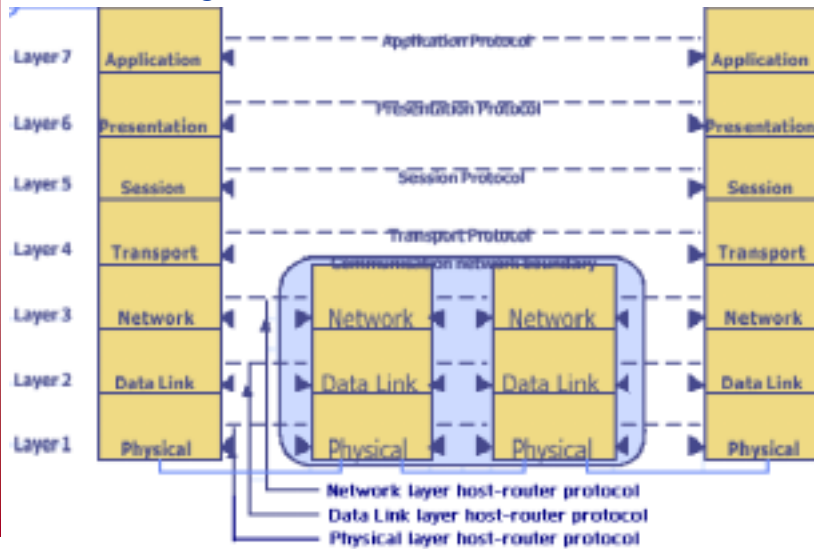 Application Protocol
Layer 7 Application Application
Presentation Protocol
Layer 6 Presentation Presentation
Session Protocol
Layer 5 Session Session
Transport Protocol
Layer 4 Transport Transport
Communication network boundary
Layer 3 Network Network Network Network
Layer 2 Data Link Data Link Data Link Data Link
Layer 1 Physical Physical Physical Physical
Network layer host-router protocol
Data Link layer host-router protocol
Physical layer host-router protocol